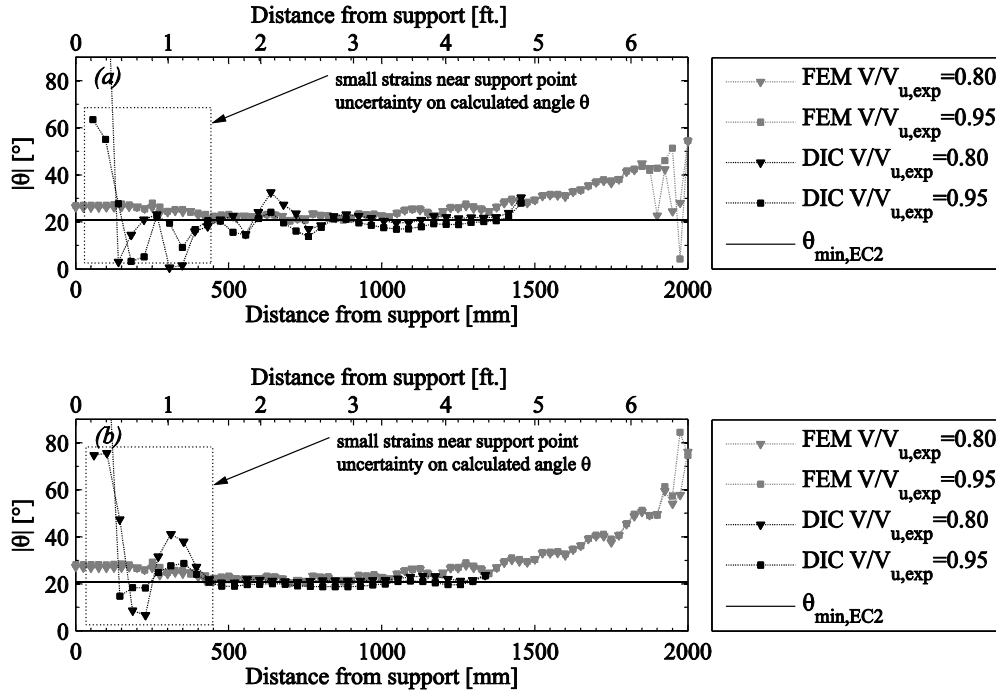 Distance from support [ft.]
0 1 2 3 4 5 6
(a)
small strains near support point
uncertainty on calculated angle θ
|θ| [°]
80
60
40
20
0
0 500 1000 1500 2000
Distance from support [mm]
FEM V/Vu,exp=0.80
FEM V/Vu,exp=0.95
DIC V/Vu,exp=0.80
DIC V/Vu,exp=0.95
θmin,EC2
Distance from support [ft.]
0 1 2 3 4 5 6
(b)
small strains near support point
uncertainty on calculated angle θ
|θ| [°]
80
60
40
20
0
0 500 1000 1500 2000
Distance from support [mm]
FEM V/Vu,exp=0.80
FEM V/Vu,exp=0.95
DIC V/Vu,exp=0.80
DIC V/Vu,exp=0.95
θmin,EC2